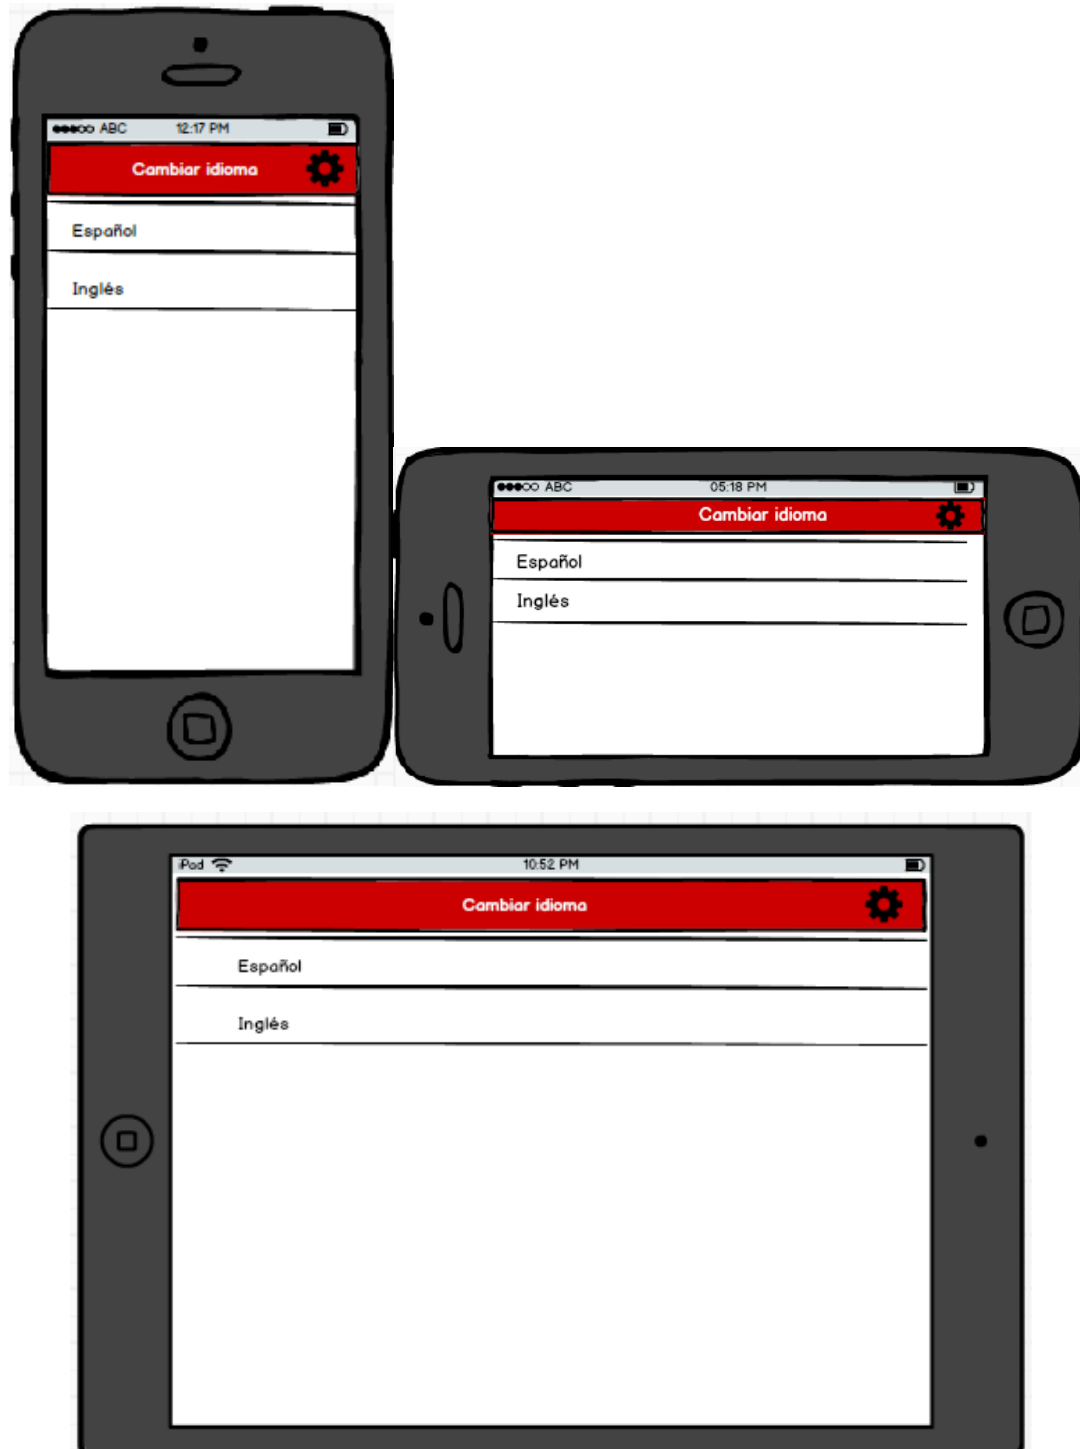 ABC 12:17 PM
Cambiar idioma
Español
Inglés
ABC 05:18 PM
Cambiar idioma
Español
Inglés
iPod 10:52 PM
Cambiar idioma
Español
Inglés